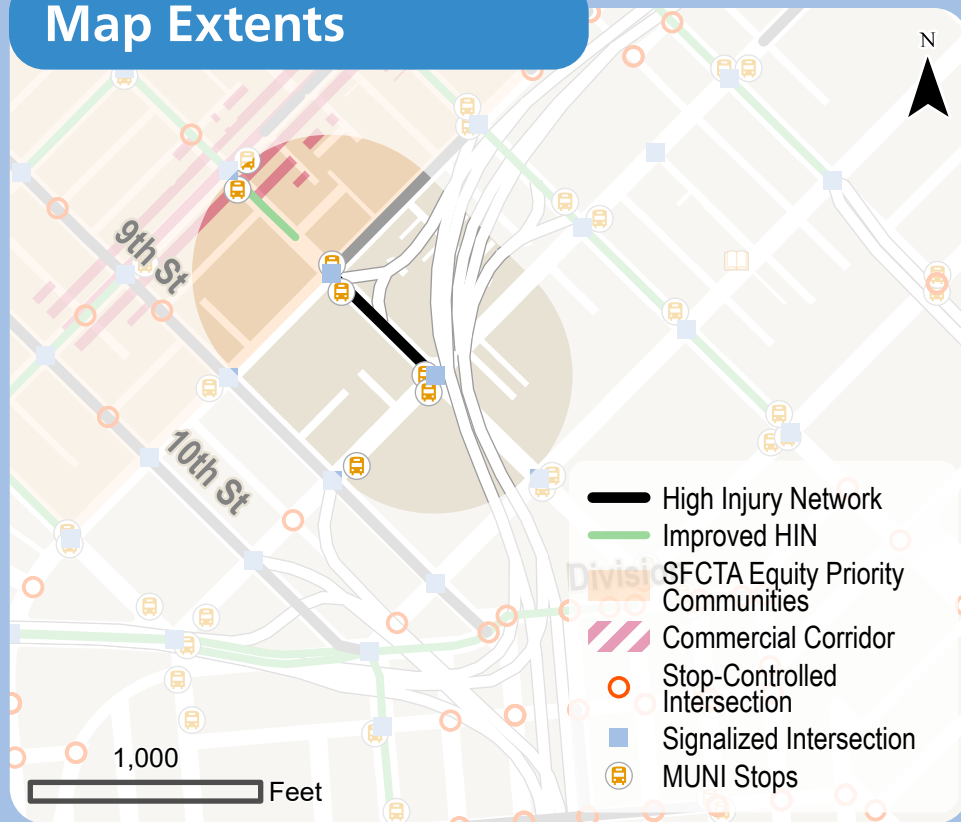 Map Extents
N
9th St
10th St
High Injury Network
Improved HIN
SFCTA Equity Priority
Communities
Commercial Corridor
Stop-Controlled
Intersection
Signalized Intersection
MUNI Stops
1,000
Feet